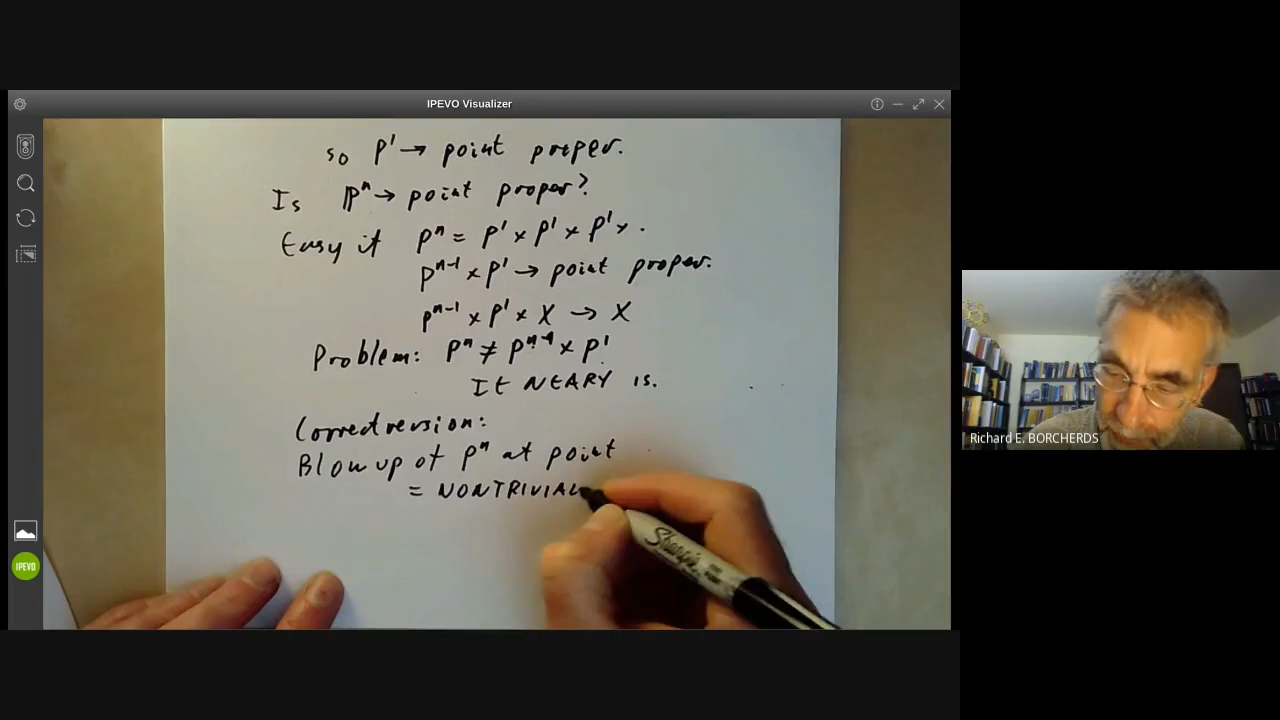 IPEVO Visualizer
so P¹ → point proper.
Is Pⁿ → point proper?
Easy if Pⁿ = P¹ × P¹ × P¹ × .
Pⁿ⁻¹ × P¹ → point proper.
Pⁿ⁻¹ × P¹ × X → X
Problem: Pⁿ ≠ Pⁿ⁻¹ × P¹
It NEARY is.
Correct version:
Blow up of Pⁿ at point
= NONTRIVIAL
Sharpie
IPEVO
Richard E. BORCHERDS